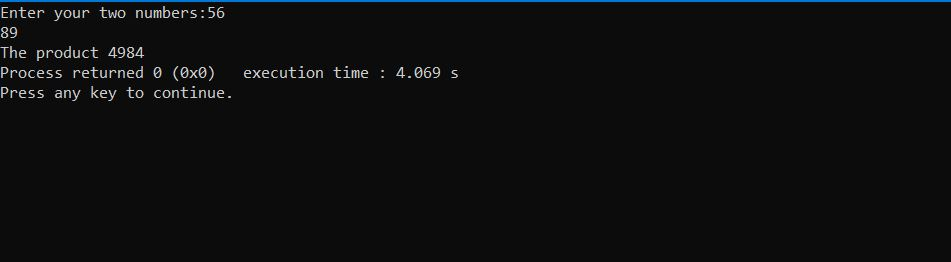 Enter your two numbers:56
89
The product 4984
Process returned 0 (0x0)   execution time : 4.069 s
Press any key to continue.